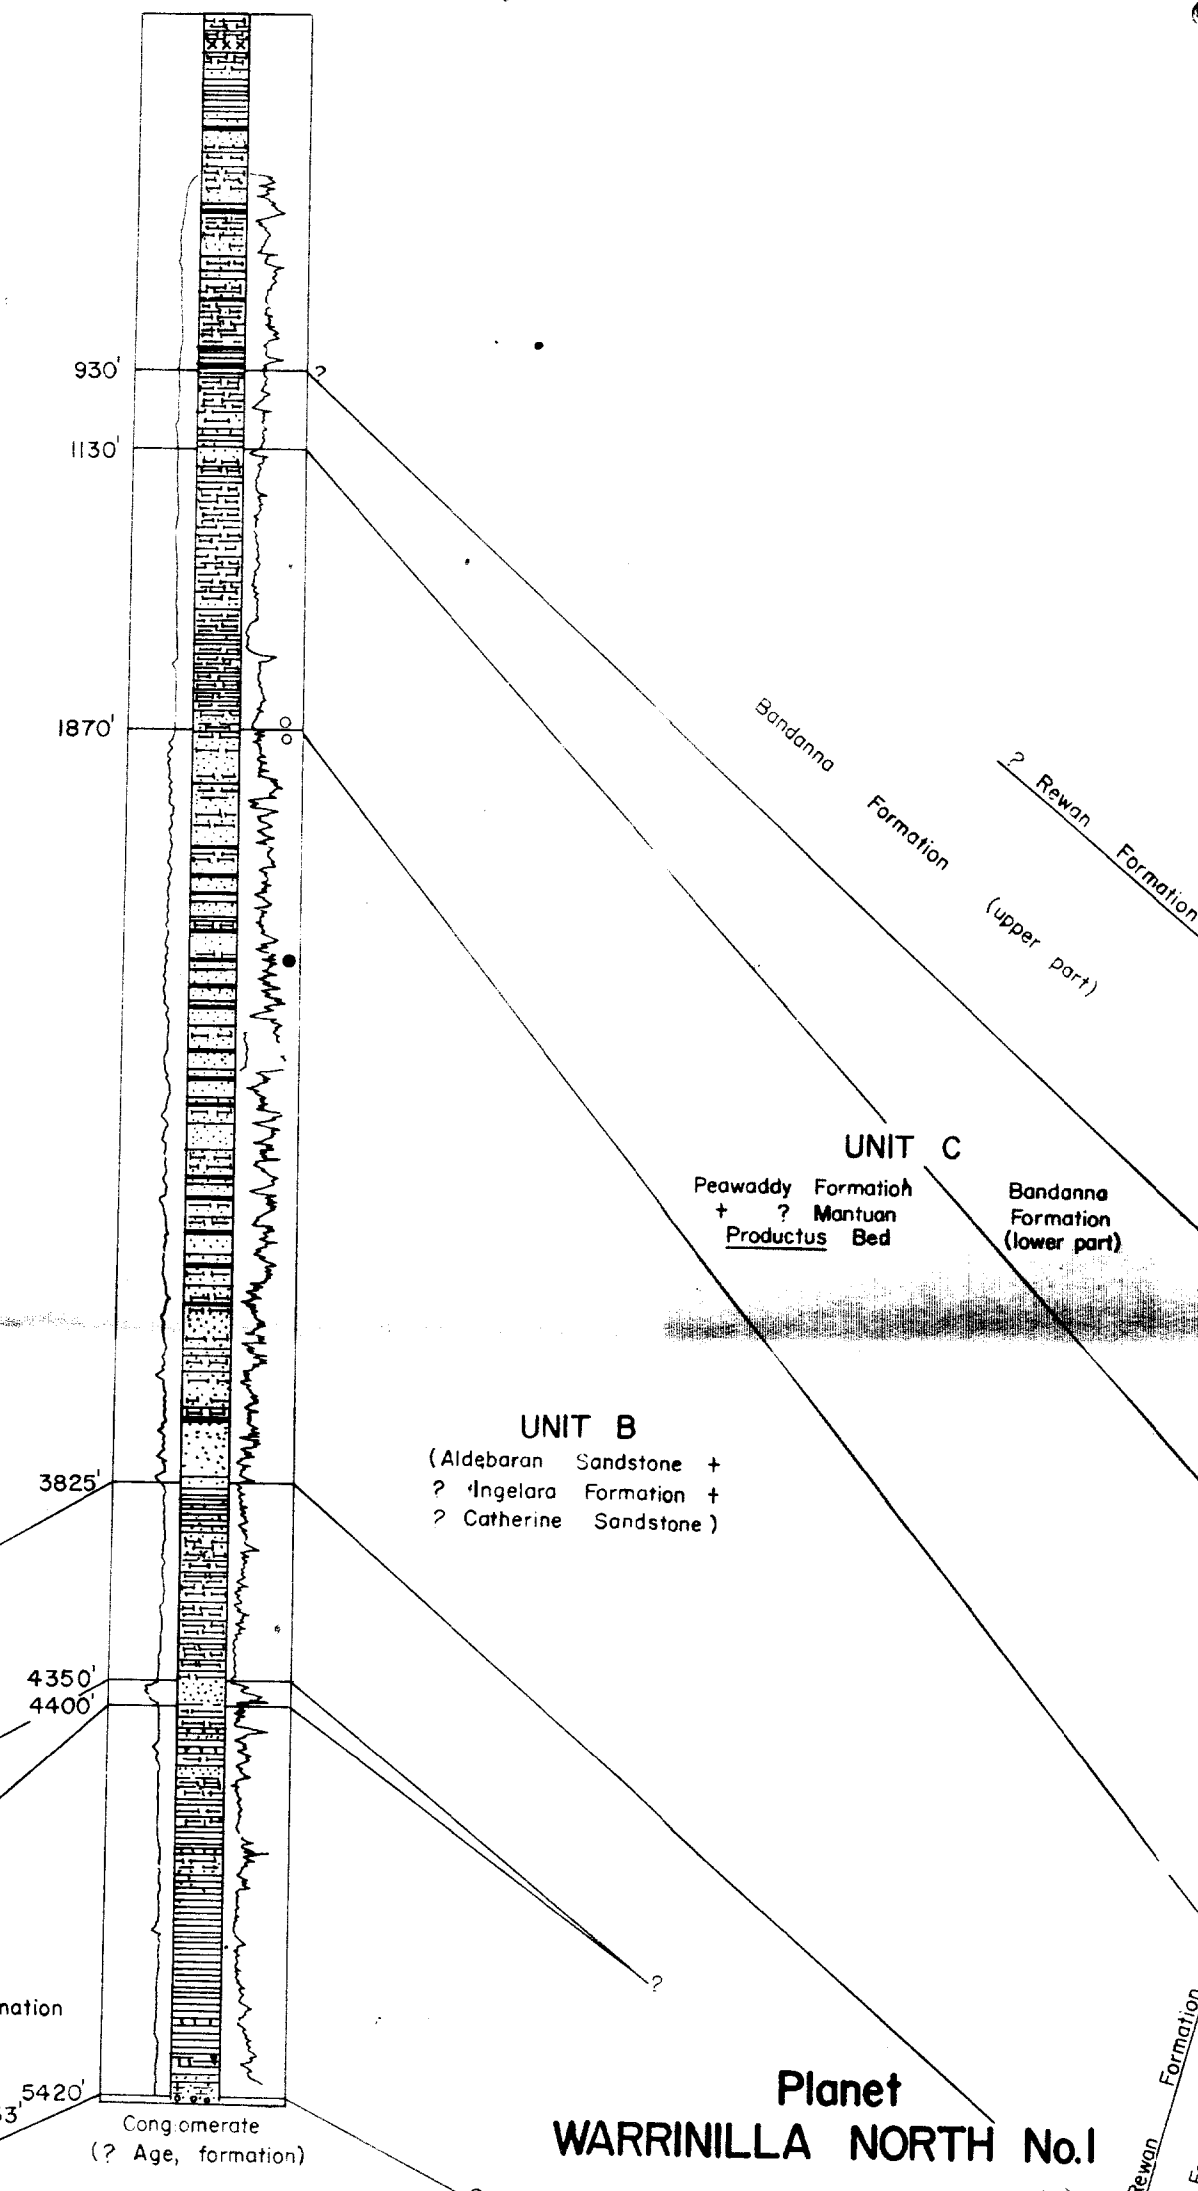 930'
?
1130'
1870'
Bandanna Formation (upper part)
? Rewan Formation
UNIT C
Peawaddy Formation
+ ? Mantuan
Productus Bed
Bandanna
Formation
(lower part)
UNIT B
(Aldebaran Sandstone +
? Ingelara Formation +
? Catherine Sandstone)
3825'
4350'
4400'
?
nation
5420'
33'
Conglomerate
(? Age, formation)
Planet
WARRINILLA NORTH No.1
Rewan Formation